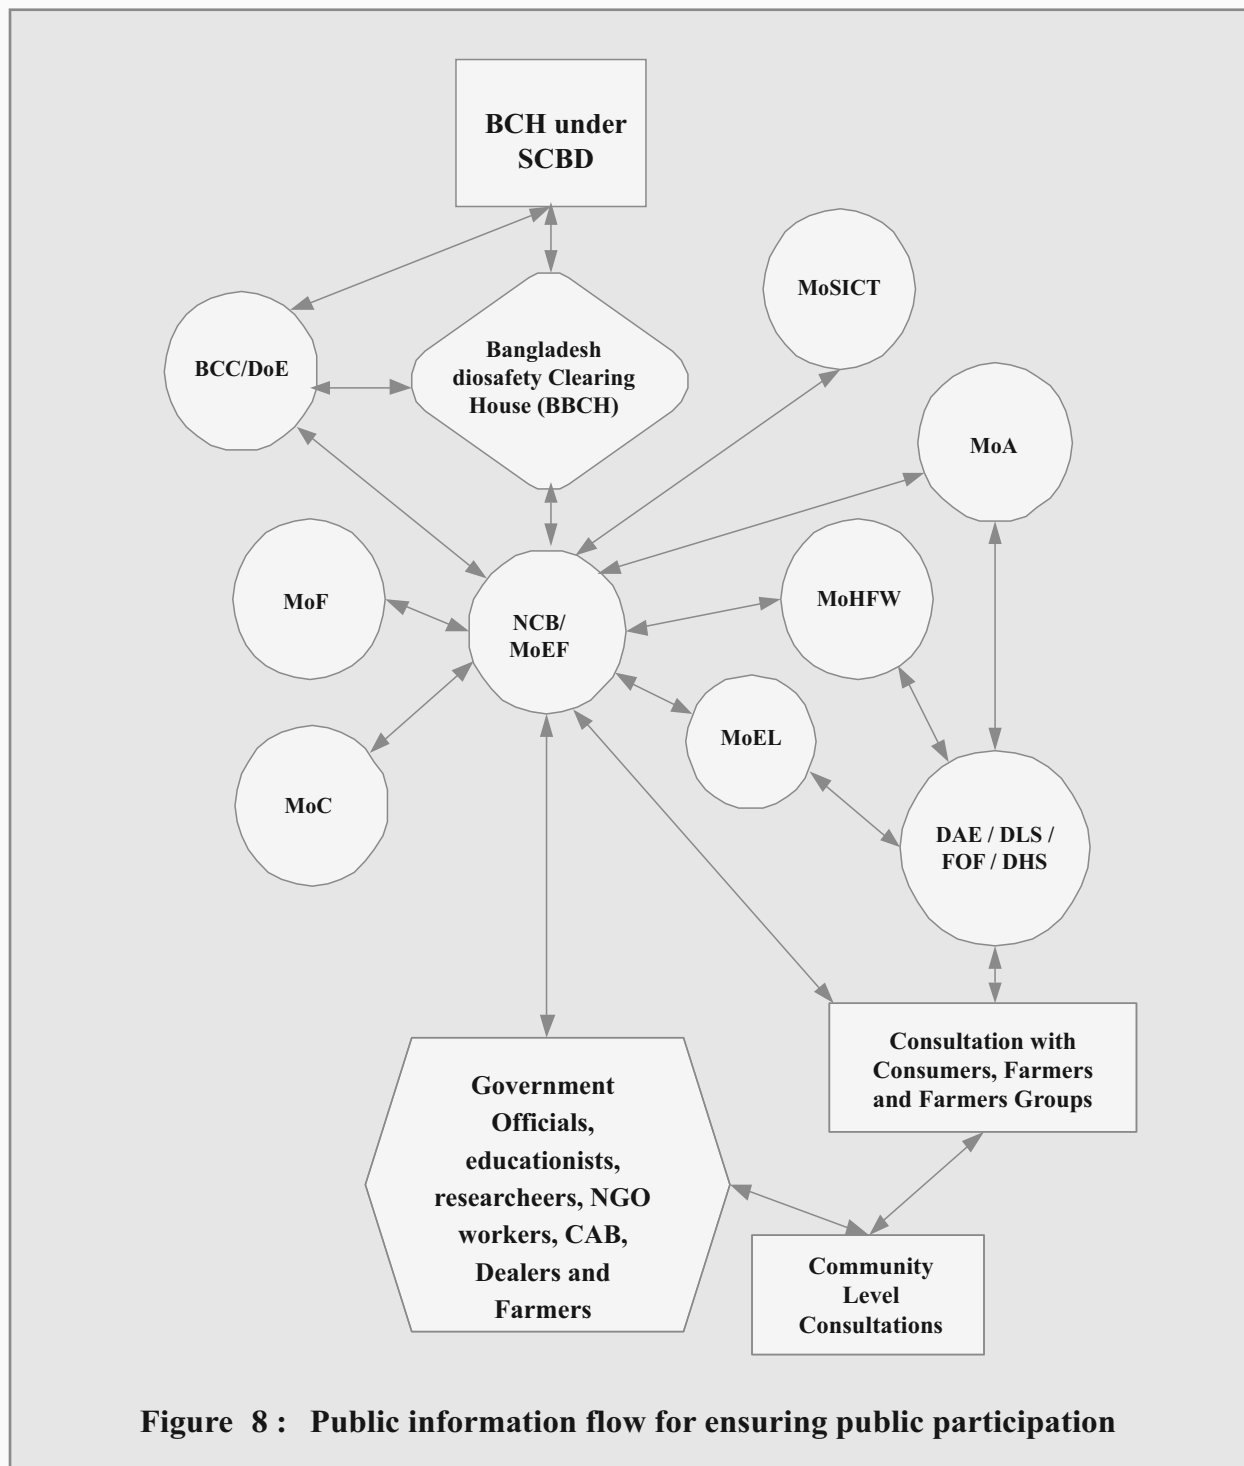 BCH under
SCBD
MoSICT
BCC/DoE
Bangladesh
diosafety Clearing
House (BBCH)
MoA
MoF
NCB/
MoEF
MoHFW
MoEL
MoC
DAE / DLS /
FOF / DHS
Consultation with
Consumers, Farmers
and Farmers Groups
Government
Officials,
educationists,
researcheers, NGO
workers, CAB,
Dealers and
Farmers
Community
Level
Consultations
Figure 8 : Public information flow for ensuring public participation